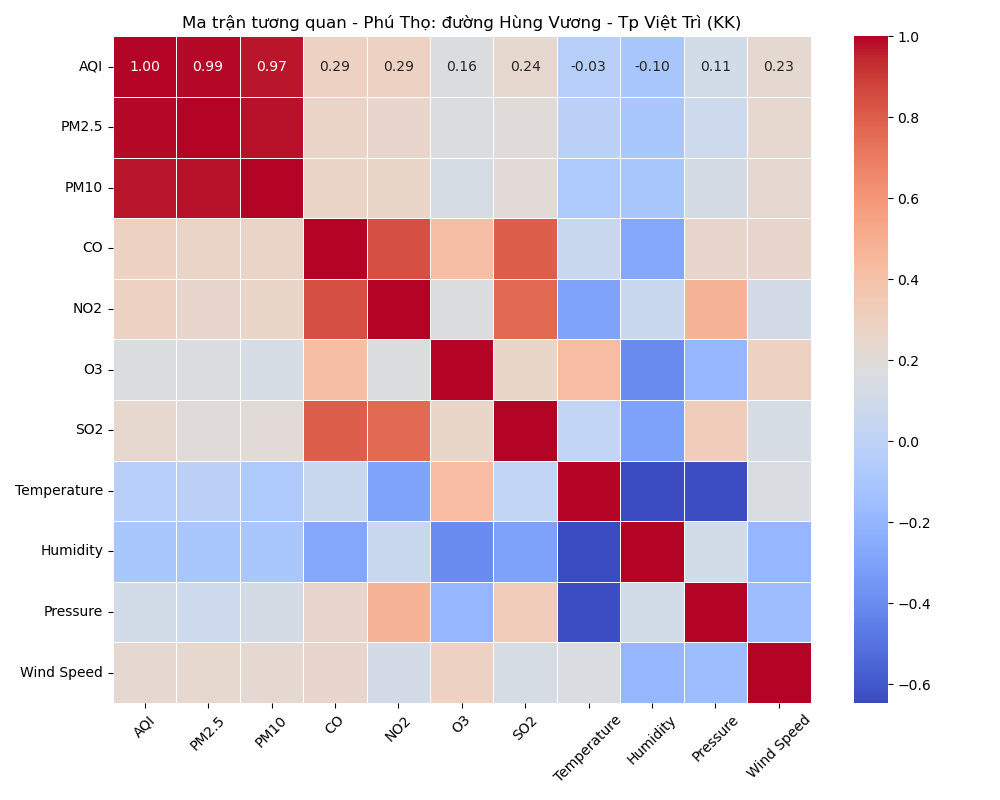 Ma trận tương quan - Phú Thọ: đường Hùng Vương - Tp Việt Trì (KK)
AQI 1.00 0.99 0.97 0.29 0.29 0.16 0.24 -0.03 -0.10 0.11 0.23
PM2.5
PM10
CO
NO2
O3
SO2
Temperature
Humidity
Pressure
Wind Speed
AQI PM2.5 PM10 CO NO2 O3 SO2 Temperature Humidity Pressure Wind Speed
1.0
0.8
0.6
0.4
0.2
0.0
−0.2
−0.4
−0.6